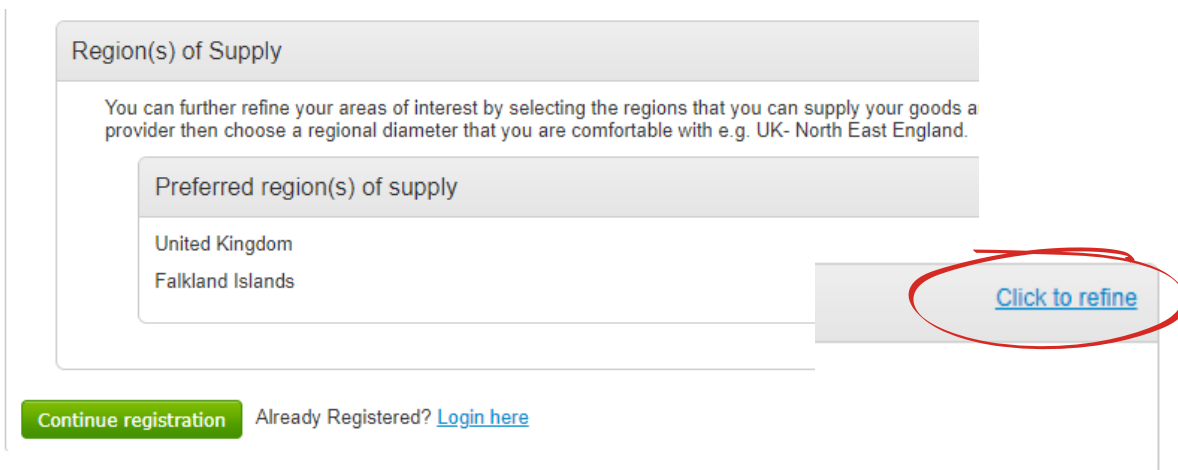 Region(s) of Supply
You can further refine your areas of interest by selecting the regions that you can supply your goods a
provider then choose a regional diameter that you are comfortable with e.g. UK- North East England.
Preferred region(s) of supply
United Kingdom
Falkland Islands
Click to refine
Continue registration Already Registered? Login here